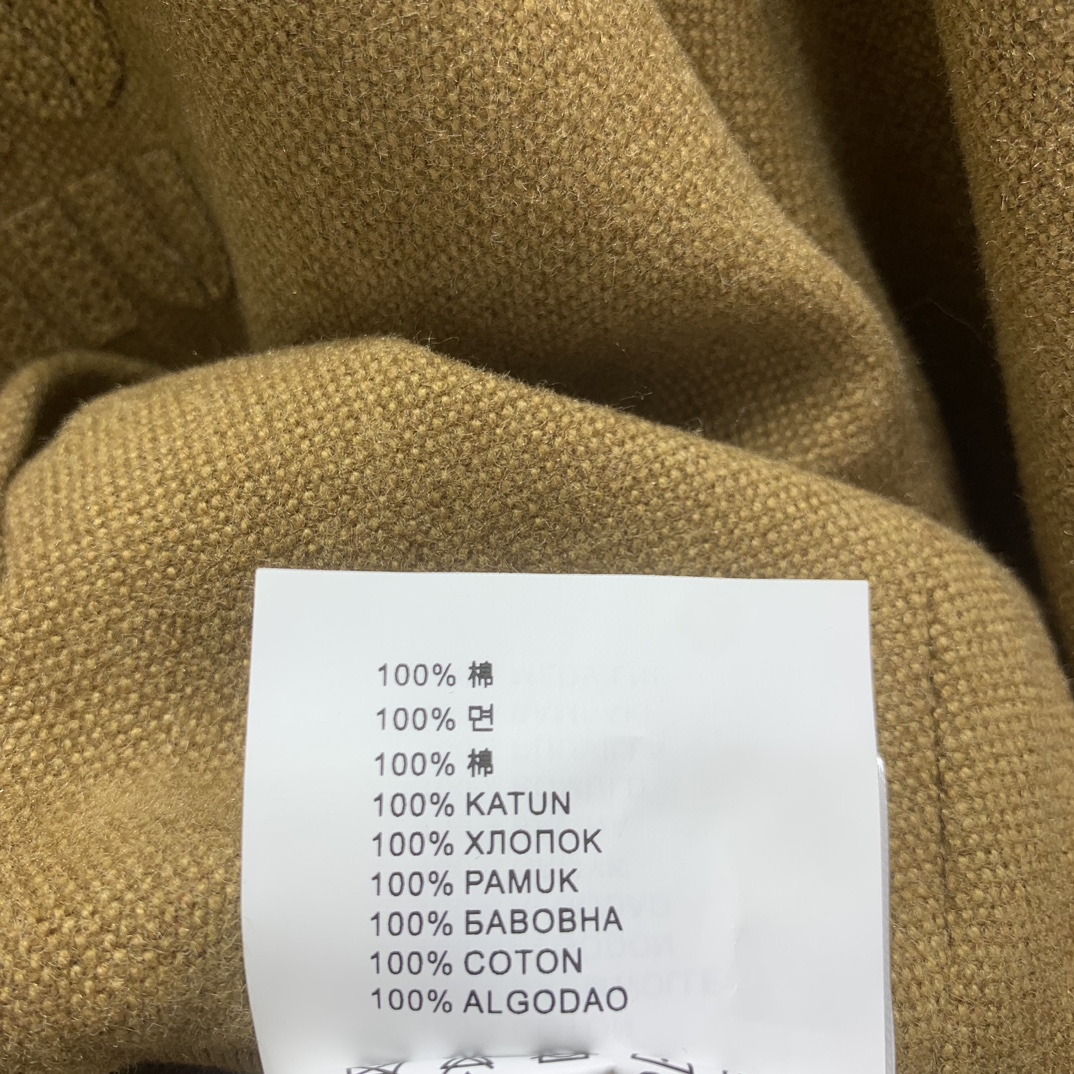 100% 棉
100% 면
100% 棉
100% KATUN
100% ХЛОПОК
100% PAMUK
100% БАВОВНА
100% COTON
100% ALGODAO